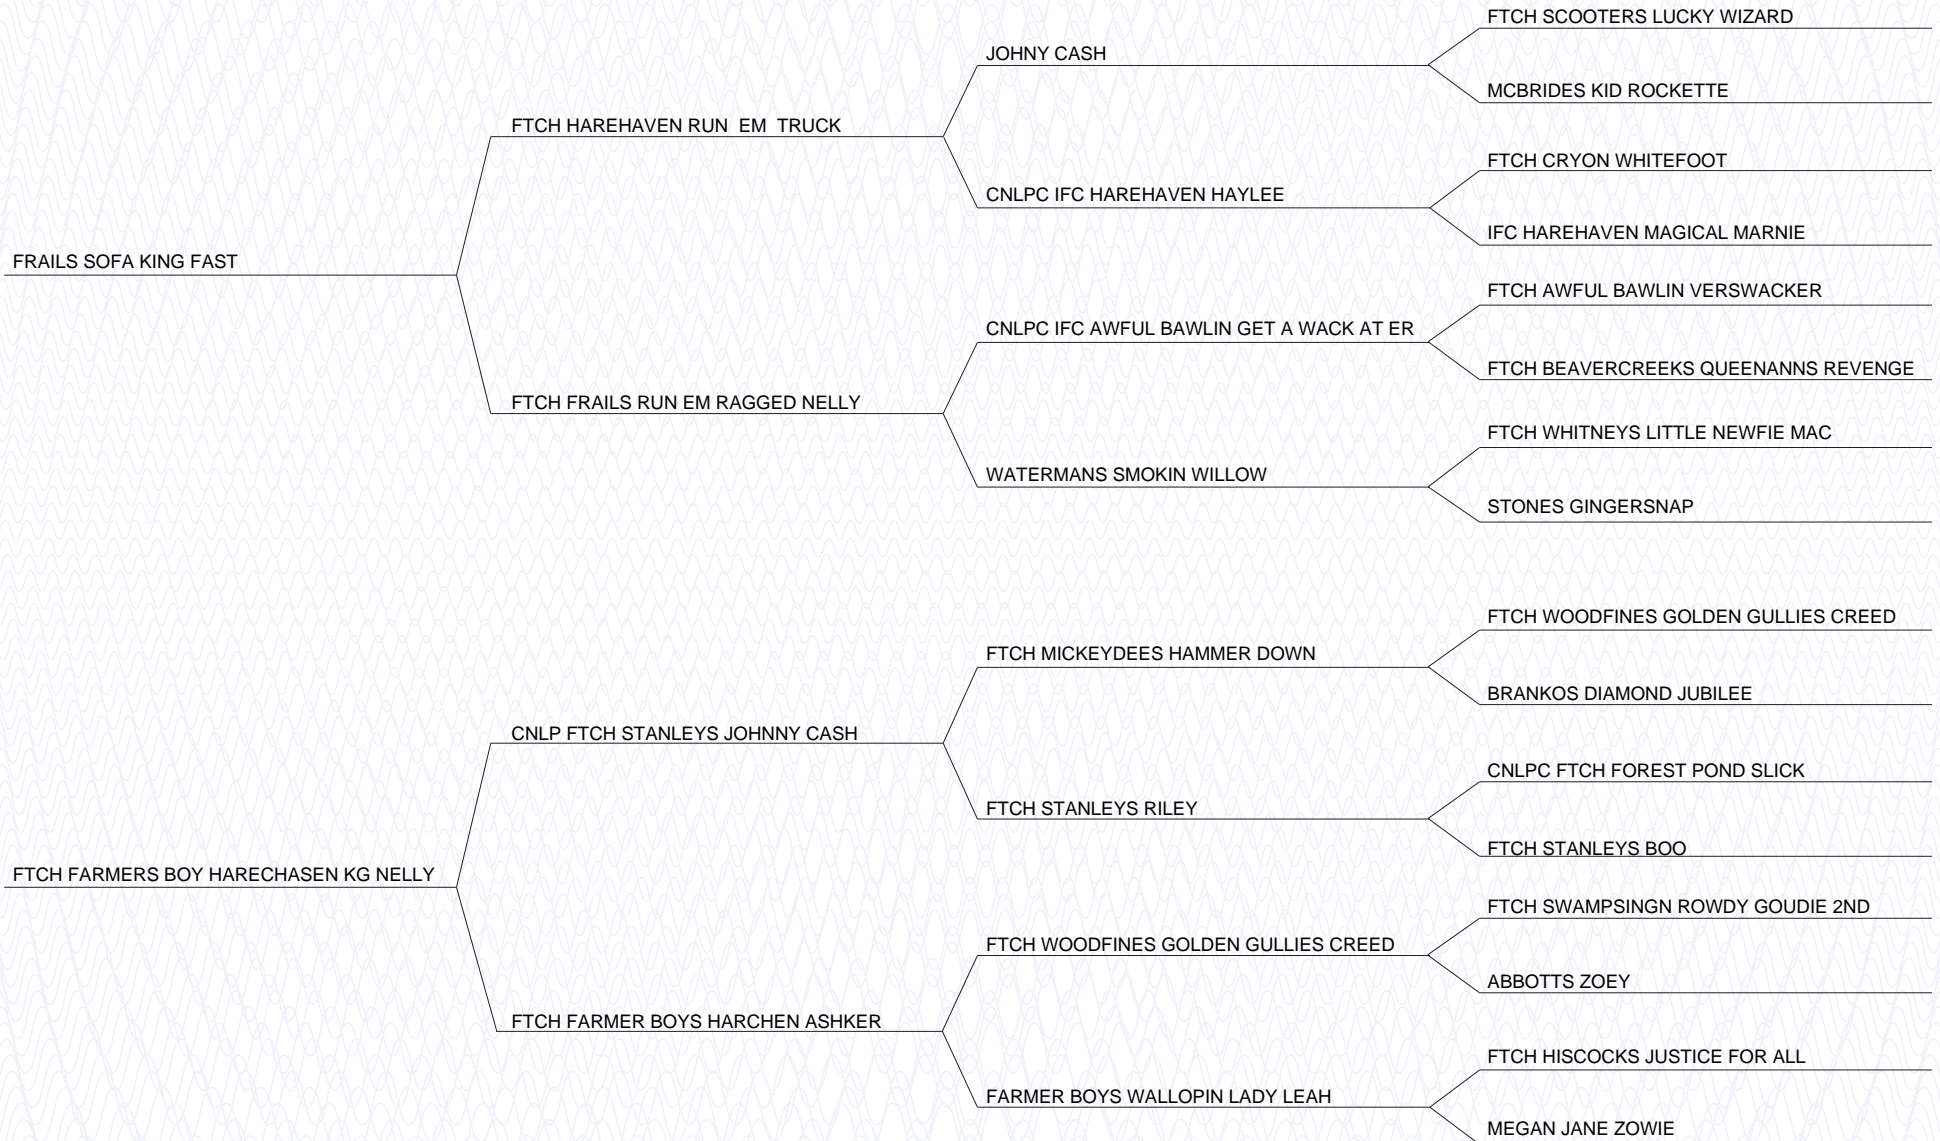 FTCH SCOOTERS LUCKY WIZARD
JOHNY CASH
MCBRIDES KID ROCKETTE
FTCH HAREHAVEN RUN  EM  TRUCK
FTCH CRYON WHITEFOOT
CNLPC IFC HAREHAVEN HAYLEE
IFC HAREHAVEN MAGICAL MARNIE
FRAILS SOFA KING FAST
FTCH AWFUL BAWLIN VERSWACKER
CNLPC IFC AWFUL BAWLIN GET A WACK AT ER
FTCH BEAVERCREEKS QUEENANNS REVENGE
FTCH FRAILS RUN EM RAGGED NELLY
FTCH WHITNEYS LITTLE NEWFIE MAC
WATERMANS SMOKIN WILLOW
STONES GINGERSNAP
FTCH WOODFINES GOLDEN GULLIES CREED
FTCH MICKEYDEES HAMMER DOWN
BRANKOS DIAMOND JUBILEE
CNLP FTCH STANLEYS JOHNNY CASH
CNLPC FTCH FOREST POND SLICK
FTCH STANLEYS RILEY
FTCH STANLEYS BOO
FTCH FARMERS BOY HARECHASEN KG NELLY
FTCH SWAMPSINGN ROWDY GOUDIE 2ND
FTCH WOODFINES GOLDEN GULLIES CREED
ABBOTTS ZOEY
FTCH FARMER BOYS HARCHEN ASHKER
FTCH HISCOCKS JUSTICE FOR ALL
FARMER BOYS WALLOPIN LADY LEAH
MEGAN JANE ZOWIE